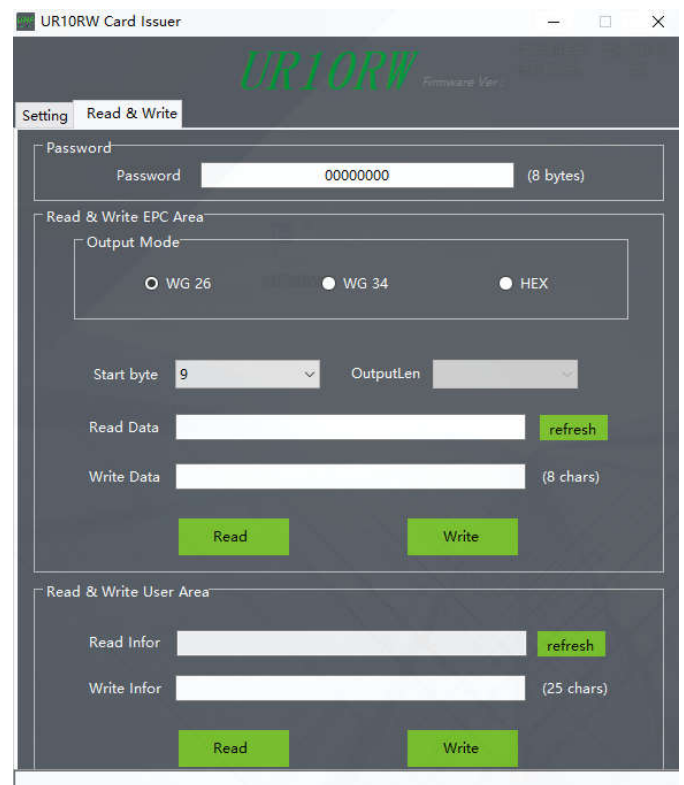 UR10RW Card Issuer
UR10RW Firmware Ver:
Setting Read & Write
Password
Password 00000000 (8 bytes)
Read & Write EPC Area
Output Mode
WG 26 WG 34 HEX
Start byte 9 OutputLen
Read Data refresh
Write Data (8 chars)
Read Write
Read & Write User Area
Read Infor refresh
Write Infor (25 chars)
Read Write